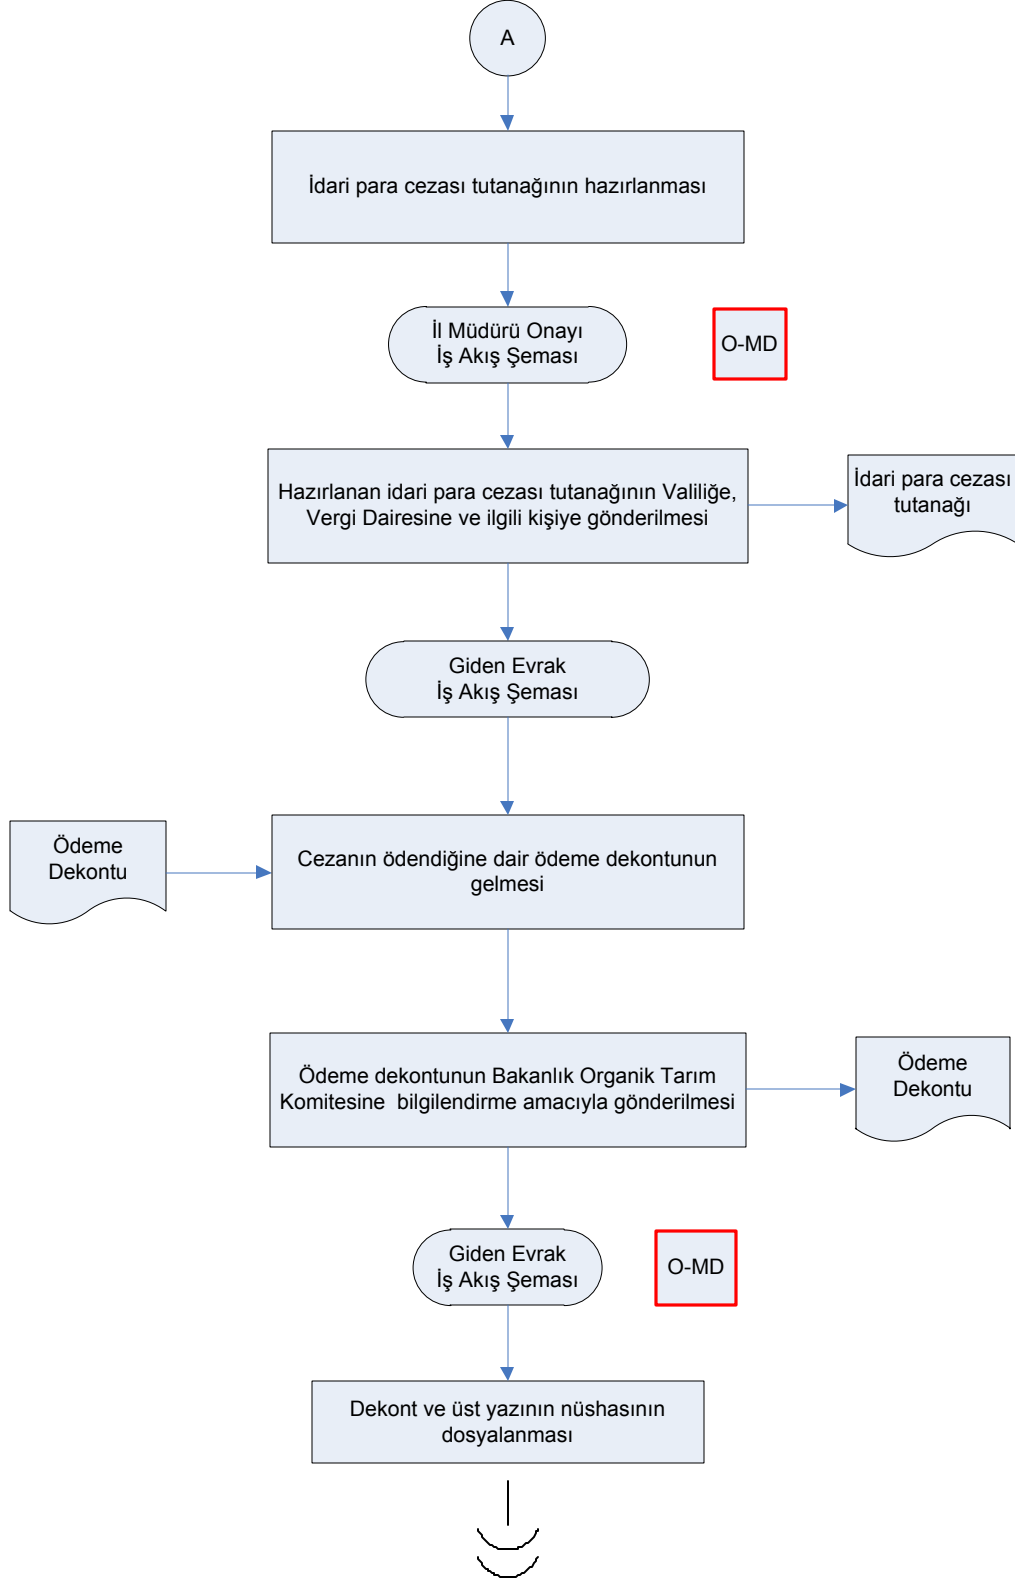 A
İdari para cezası tutanağının hazırlanması
İl Müdürü Onayı
İş Akış Şeması
O-MD
Hazırlanan idari para cezası tutanağının Valiliğe,
Vergi Dairesine ve ilgili kişiye gönderilmesi
İdari para cezası
tutanağı
Giden Evrak
İş Akış Şeması
Ödeme
Dekontu
Cezanın ödendiğine dair ödeme dekontunun
gelmesi
Ödeme dekontunun Bakanlık Organik Tarım
Komitesine  bilgilendirme amacıyla gönderilmesi
Ödeme
Dekontu
Giden Evrak
İş Akış Şeması
O-MD
Dekont ve üst yazının nüshasının
dosyalanması